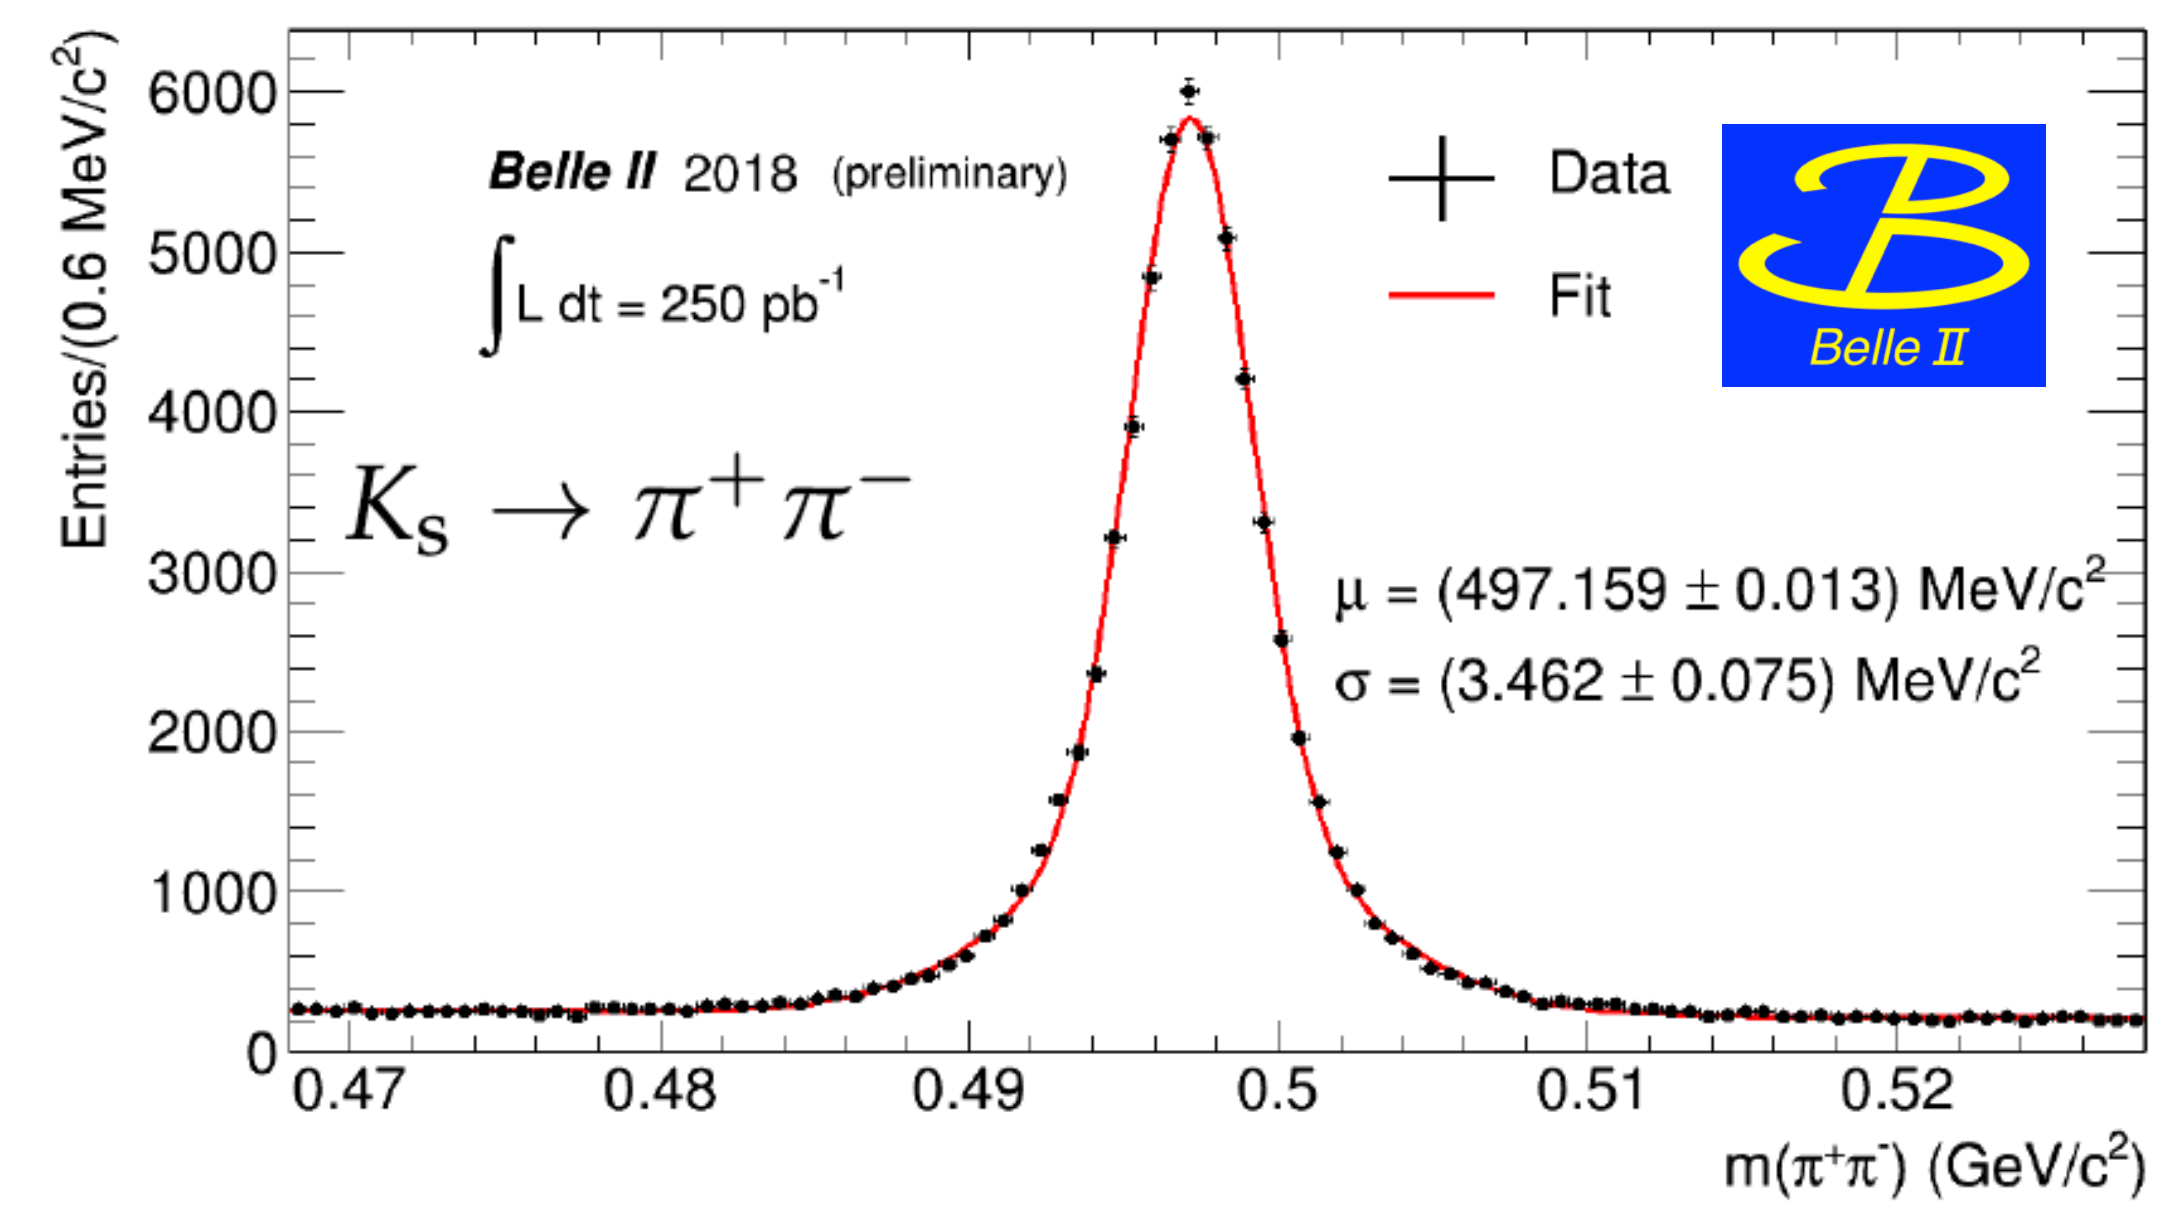 Entries/(0.6 MeV/c²)
6000
5000
4000
3000
2000
1000
0
Belle II 2018 (preliminary)
∫L dt = 250 pb⁻¹
Kₛ → π⁺π⁻
Data
Fit
Belle II
μ = (497.159 ± 0.013) MeV/c²
σ = (3.462 ± 0.075) MeV/c²
0.47 0.48 0.49 0.5 0.51 0.52
m(π⁺π⁻) (GeV/c²)